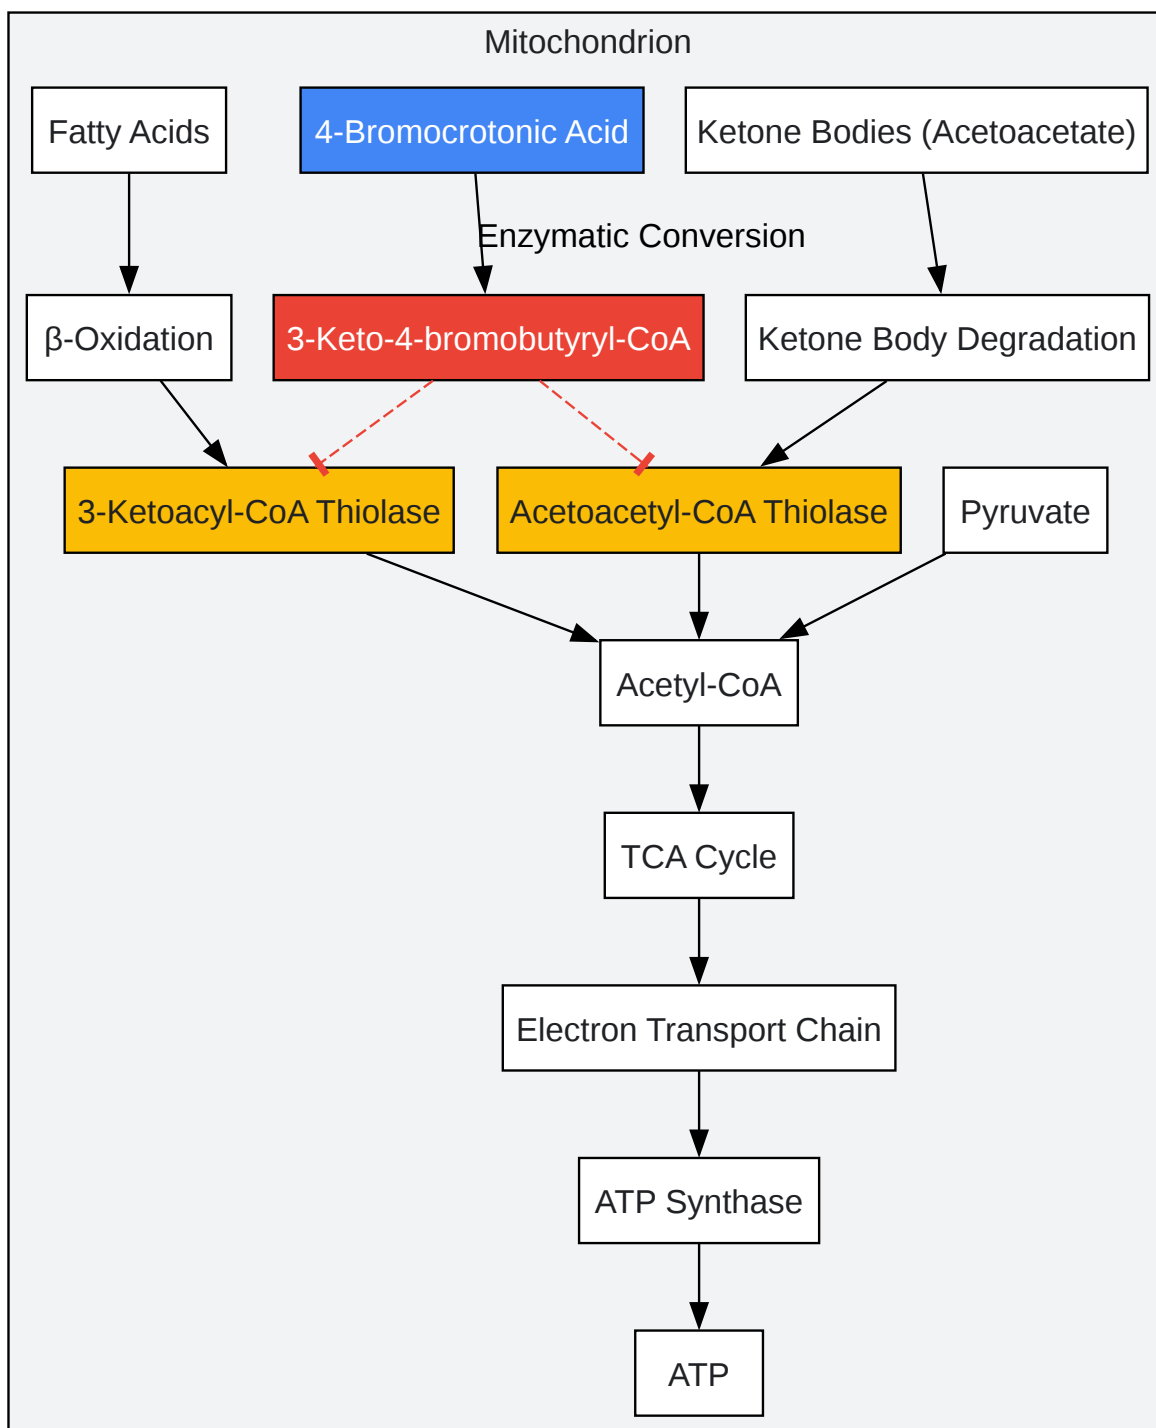 Mitochondrion
Fatty Acids
4-Bromocrotonic Acid
Ketone Bodies (Acetoacetate)
Enzymatic Conversion
β-Oxidation
3-Keto-4-bromobutyryl-CoA
Ketone Body Degradation
3-Ketoacyl-CoA Thiolase
Acetoacetyl-CoA Thiolase
Pyruvate
Acetyl-CoA
TCA Cycle
Electron Transport Chain
ATP Synthase
ATP